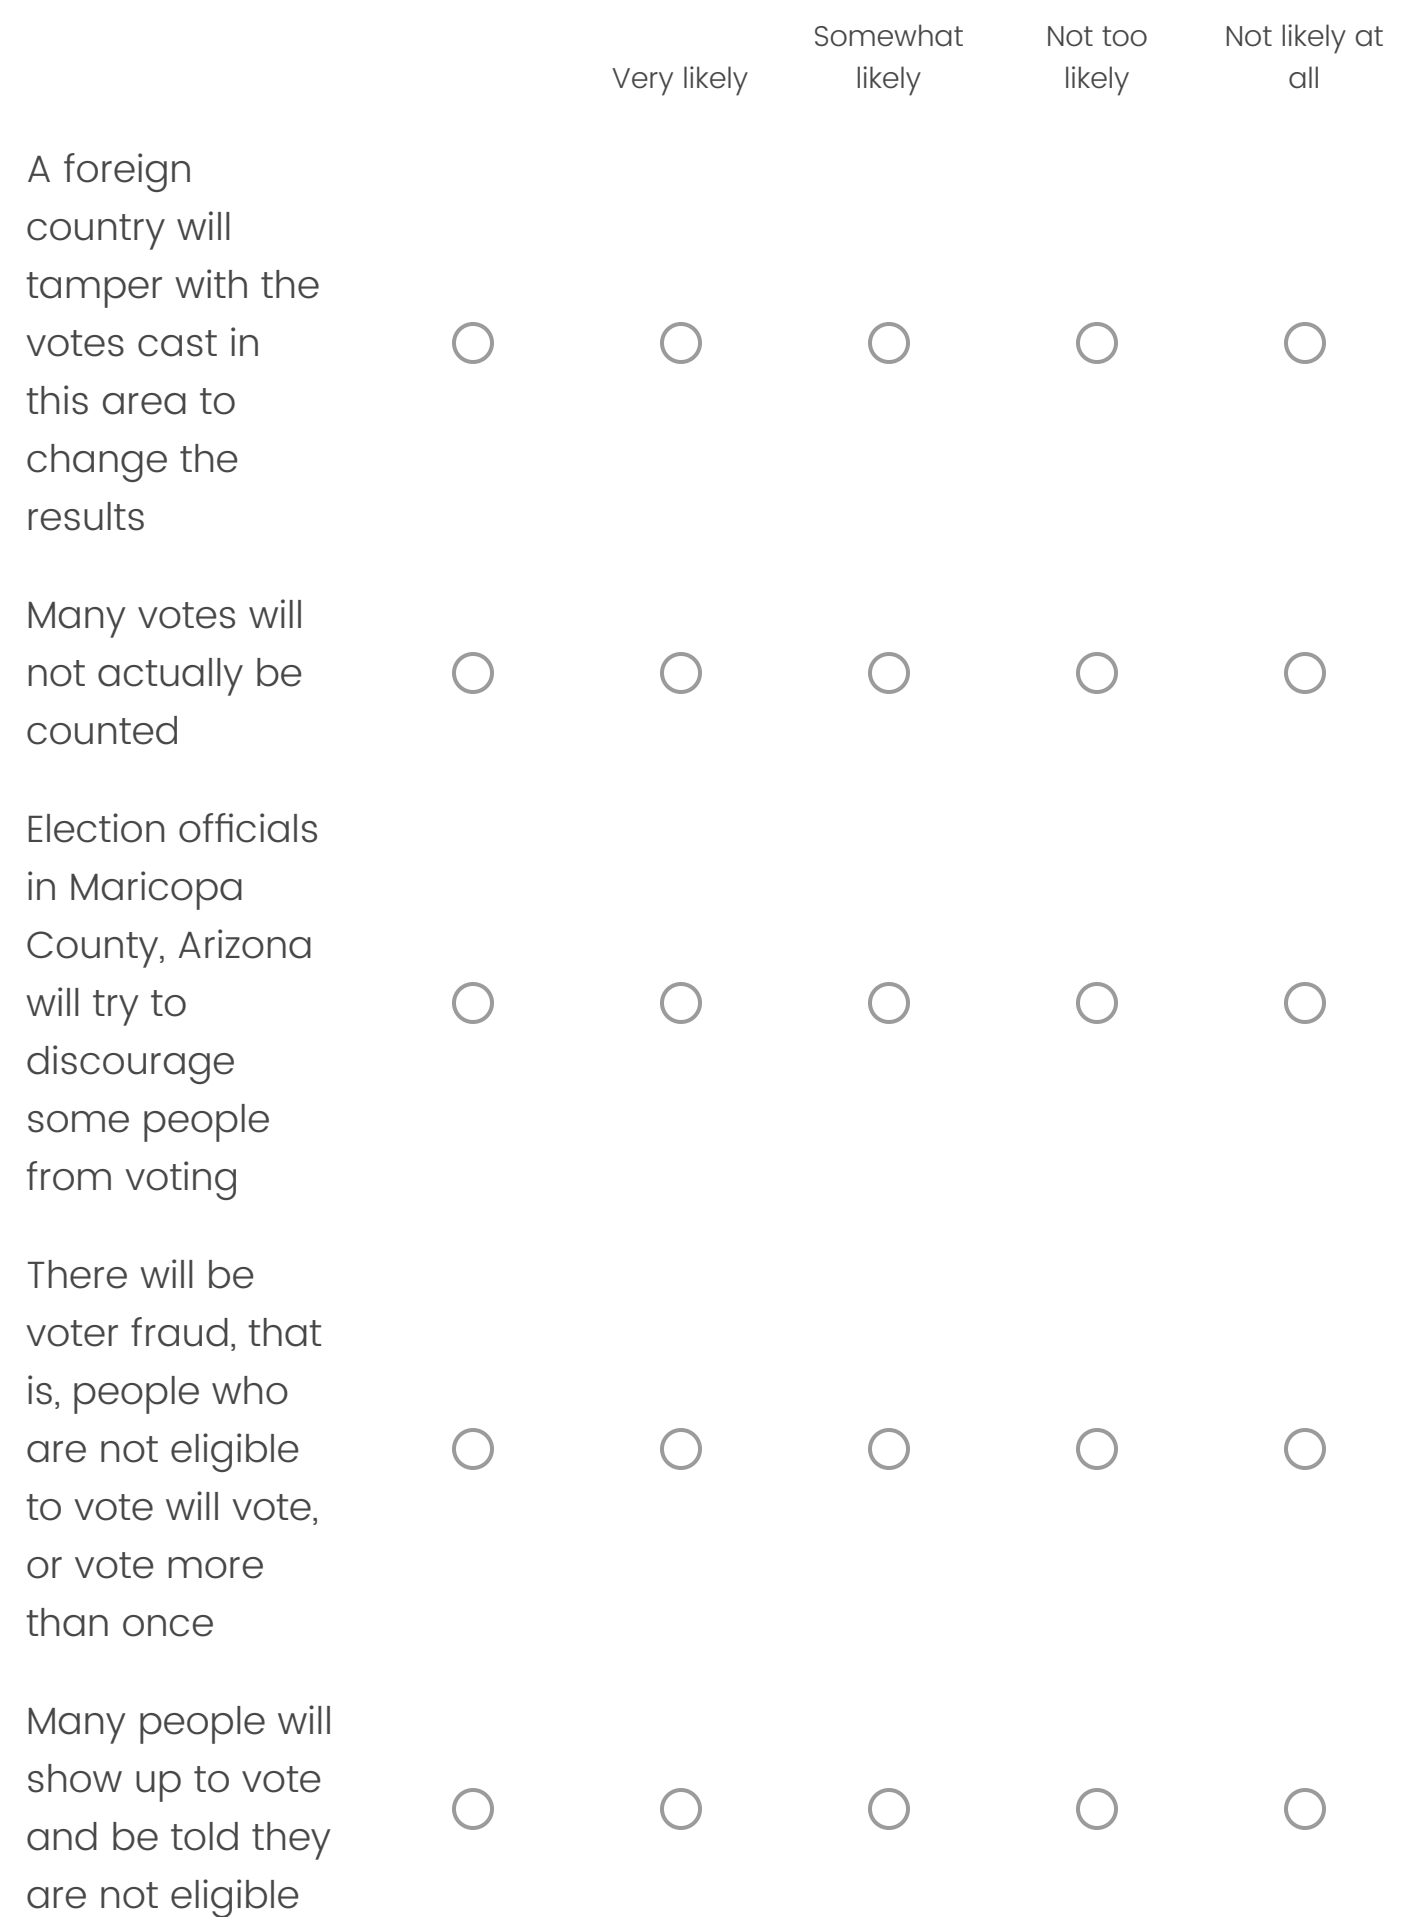 Very likely
Somewhat
likely
Not too
likely
Not likely at
all
A foreign
country will
tamper with the
votes cast in
this area to
change the
results
Many votes will
not actually be
counted
Election officials
in Maricopa
County, Arizona
will try to
discourage
some people
from voting
There will be
voter fraud, that
is, people who
are not eligible
to vote will vote,
or vote more
than once
Many people will
show up to vote
and be told they
are not eligible